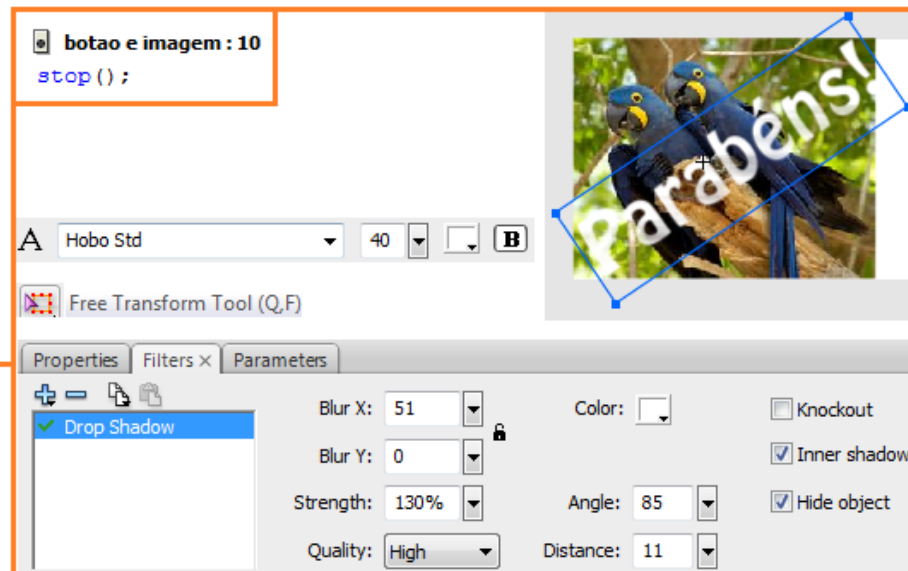 botao e imagem : 10
stop();
Parabéns!
A Hobo Std 40 B
Free Transform Tool (Q,F)
Properties Filters × Parameters
Drop Shadow
Blur X: 51 Color: Knockout
Blur Y: 0 Inner shadow
Strength: 130% Angle: 85 Hide object
Quality: High Distance: 11